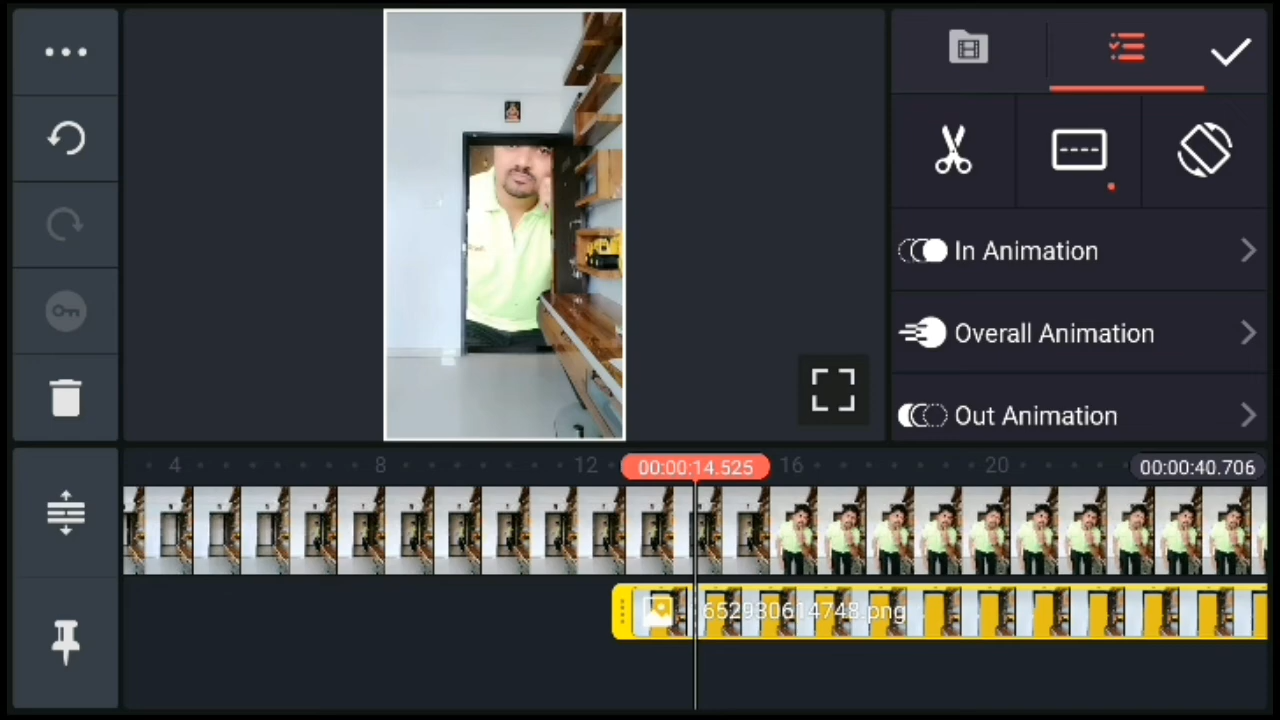 In Animation
Overall Animation
Out Animation
4 8 12 00:00:14.525 16 20 00:00:40.706
652930614748.png